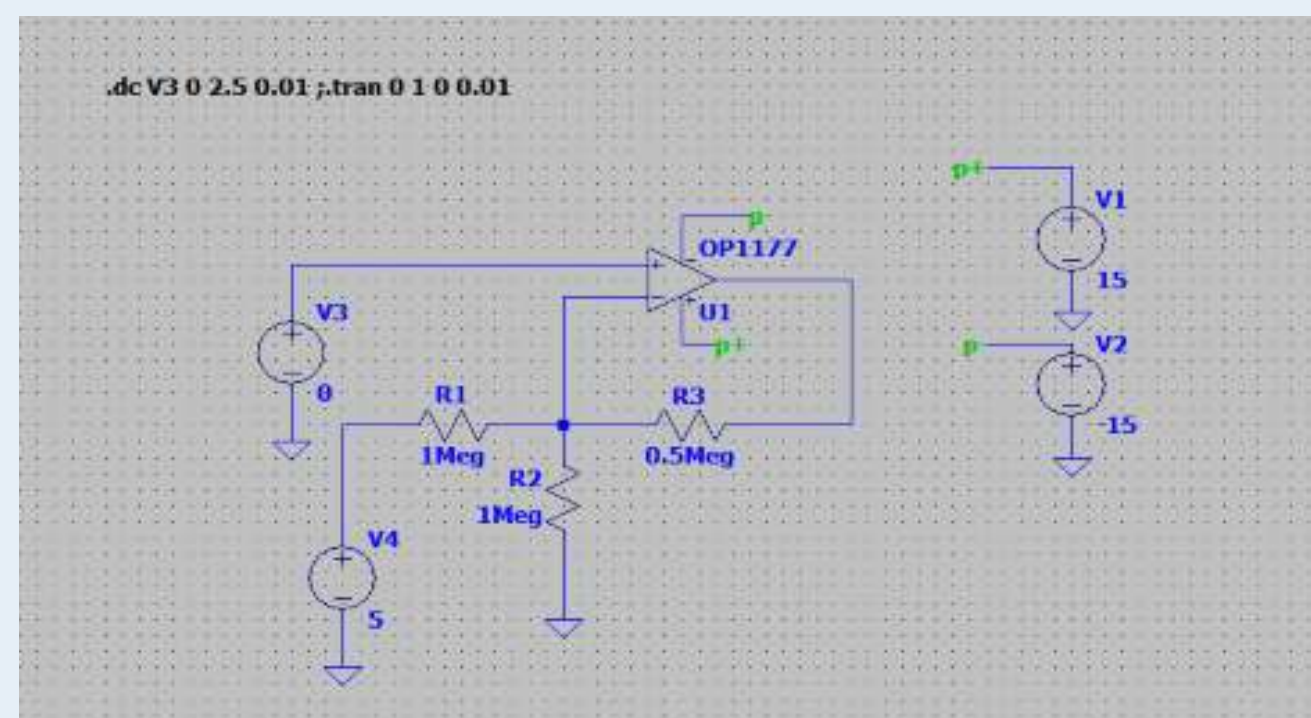 .dc V3 0 2.5 0.01 ;.tran 0 1 0 0.01
p+
V1
15
p-
OP1177
U1
p+
V3
0
p-
V2
-15
R1
1Meg
R3
0.5Meg
R2
1Meg
V4
5